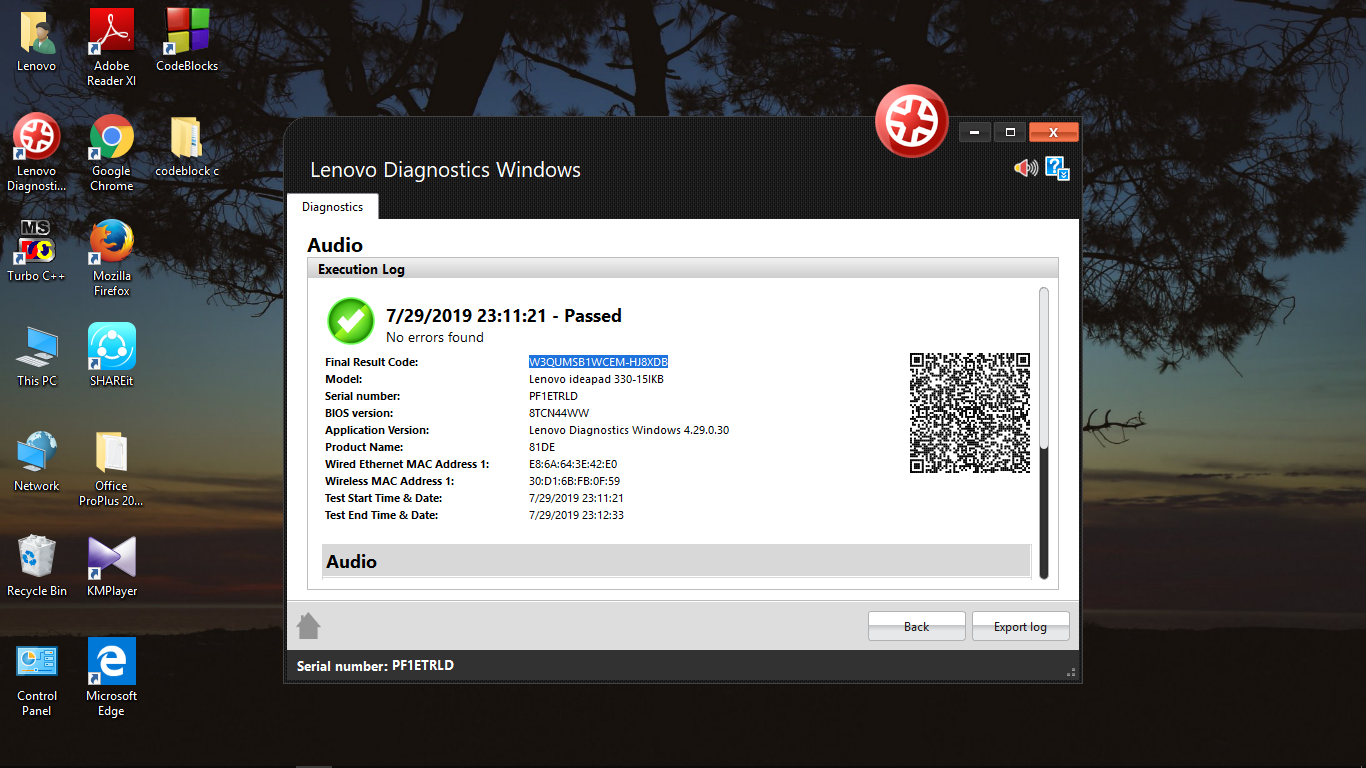 Lenovo
Adobe
Reader XI
CodeBlocks
Lenovo
Diagnosti...
Google
Chrome
codeblock c
MS
DOS
Turbo C++
Mozilla
Firefox
This PC
SHAREit
Network
Office
ProPlus 20...
Recycle Bin
KMPlayer
Control
Panel
Microsoft
Edge
Lenovo Diagnostics Windows
Diagnostics
Audio
Execution Log
7/29/2019 23:11:21 - Passed
No errors found
Final Result Code: W3QUMSB1WCEM-HJ8XDB
Model: Lenovo ideapad 330-15IKB
Serial number: PF1ETRLD
BIOS version: 8TCN44WW
Application Version: Lenovo Diagnostics Windows 4.29.0.30
Product Name: 81DE
Wired Ethernet MAC Address 1: E8:6A:64:3E:42:E0
Wireless MAC Address 1: 30:D1:6B:FB:0F:59
Test Start Time & Date: 7/29/2019 23:11:21
Test End Time & Date: 7/29/2019 23:12:33
Audio
Back
Export log
Serial number: PF1ETRLD